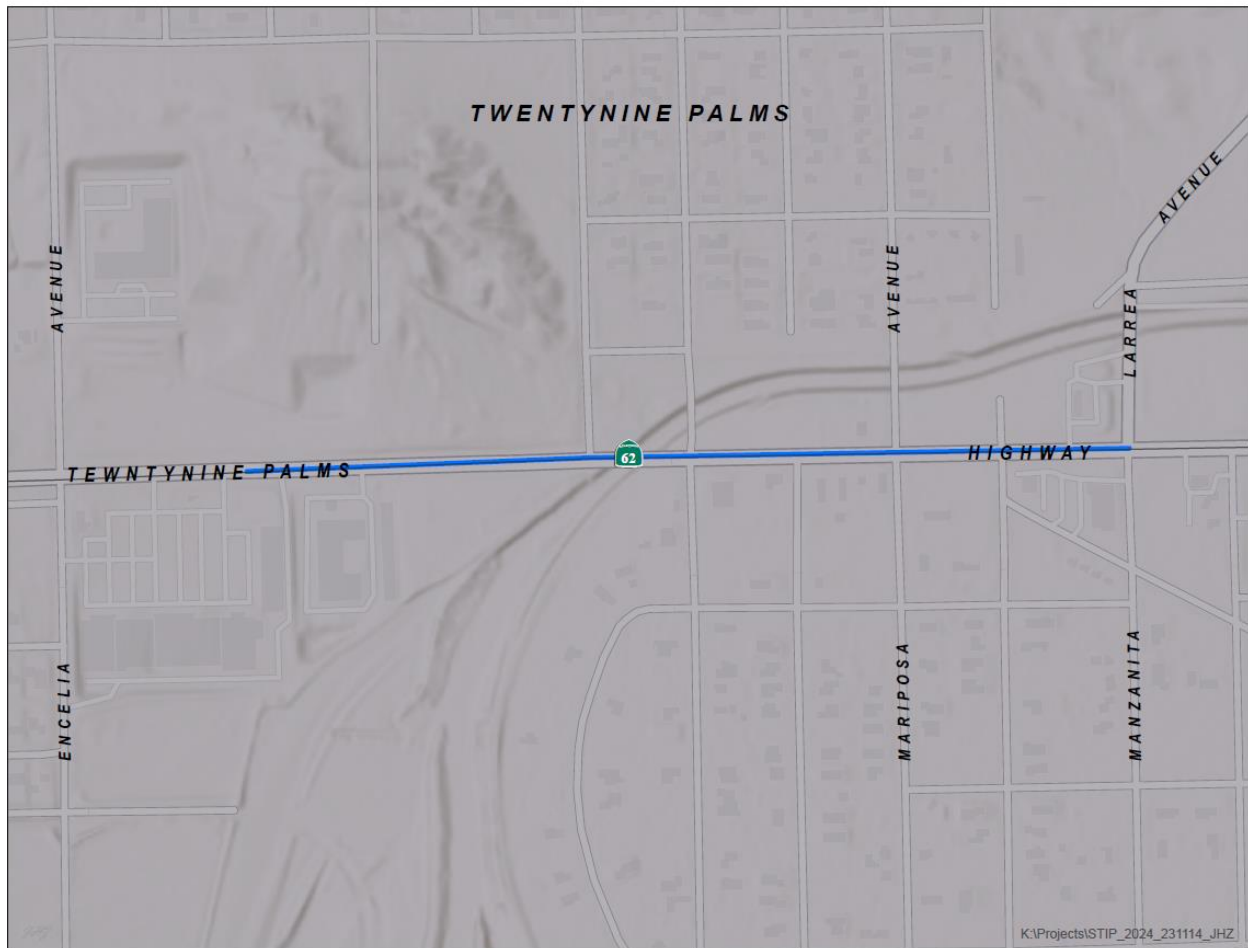 TWENTYNINE PALMS
AVENUE
AVENUE
AVENUE
LARREA
62
TEWNTYNINE PALMS
HIGHWAY
ENCELIA
MARIPOSA
MANZANITA
K:\Projects\STIP_2024_231114_JHZ